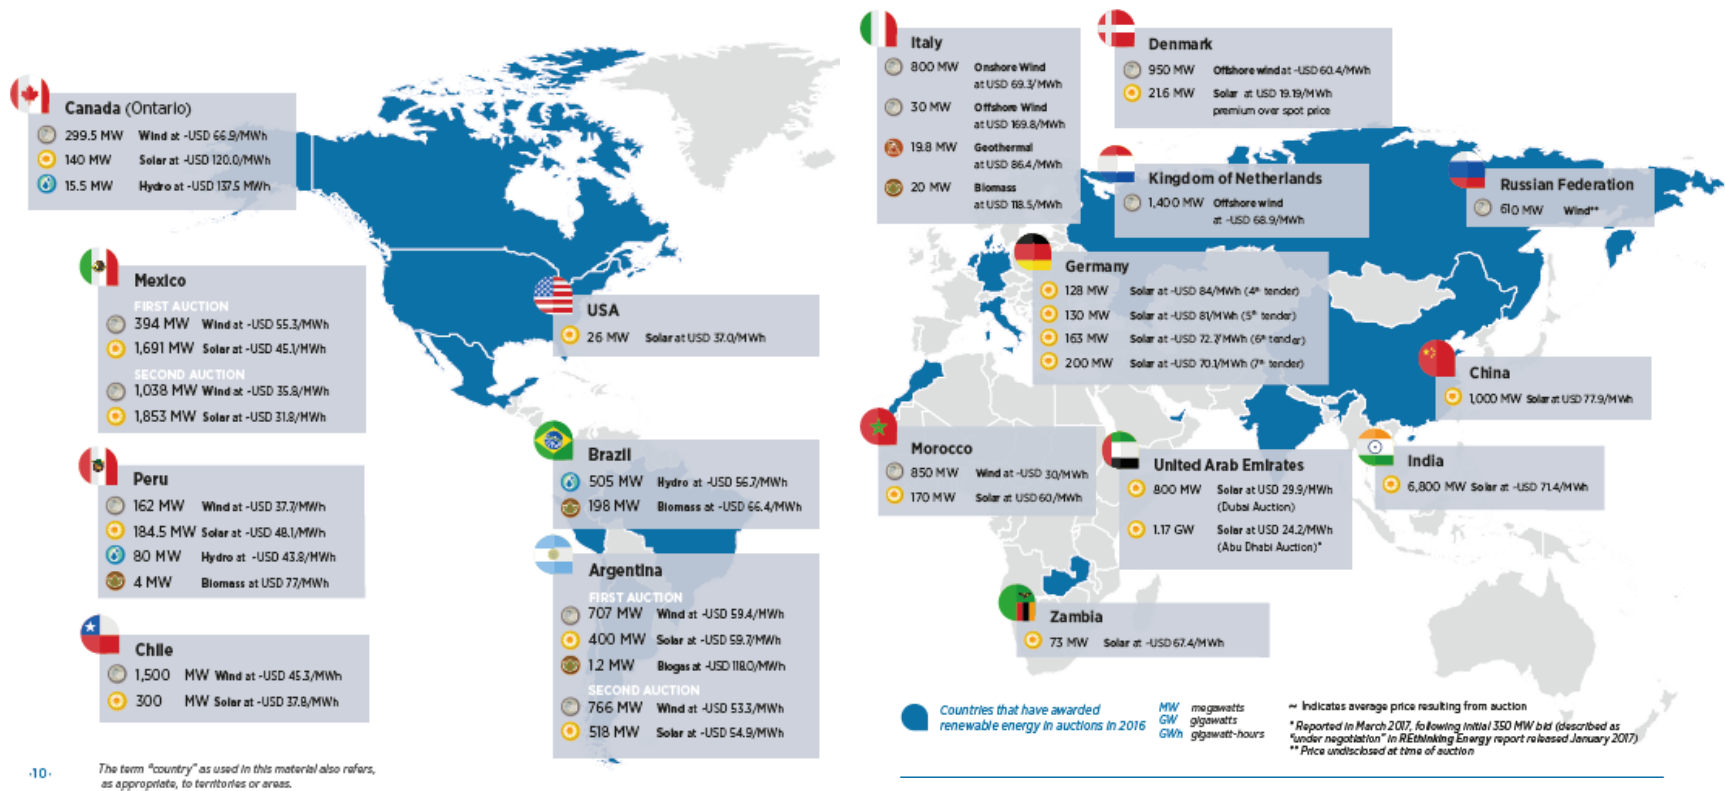 Canada (Ontario)
299.5 MW Wind at ~USD 66.9/MWh
140 MW Solar at ~USD 120.0/MWh
15.5 MW Hydro at ~USD 137.5 MWh
Mexico
FIRST AUCTION
394 MW Wind at ~USD 55.3/MWh
1,691 MW Solar at ~USD 45.1/MWh
SECOND AUCTION
1,038 MW Wind at ~USD 35.8/MWh
1,853 MW Solar at ~USD 31.8/MWh
Peru
162 MW Wind at ~USD 37.7/MWh
184.5 MW Solar at ~USD 48.1/MWh
80 MW Hydro at ~USD 43.8/MWh
4 MW Biomass at USD 77/MWh
Chile
1,500 MW Wind at ~USD 45.3/MWh
300 MW Solar at ~USD 37.8/MWh
USA
26 MW Solar at USD 37.0/MWh
Brazil
505 MW Hydro at ~USD 56.7/MWh
198 MW Biomass at ~USD 66.4/MWh
Argentina
FIRST AUCTION
707 MW Wind at ~USD 59.4/MWh
400 MW Solar at ~USD 59.7/MWh
1.2 MW Biogas at ~USD 118.0/MWh
SECOND AUCTION
766 MW Wind at ~USD 53.3/MWh
518 MW Solar at ~USD 54.9/MWh
·10·
The term "country" as used in this material also refers,
as appropriate, to territories or areas.
Italy
800 MW Onshore Wind
at USD 69.3/MWh
30 MW Offshore Wind
at USD 169.8/MWh
19.8 MW Geothermal
at USD 86.4/MWh
20 MW Biomass
at USD 118.5/MWh
Denmark
950 MW Offshore wind at ~USD 60.4/MWh
21.6 MW Solar at USD 19.19/MWh
premium over spot price
Kingdom of Netherlands
1,400 MW Offshore wind
at ~USD 68.9/MWh
Russian Federation
610 MW Wind**
Germany
128 MW Solar at ~USD 84/MWh (4th tender)
130 MW Solar at ~USD 81/MWh (5th tender)
163 MW Solar at ~USD 72.7/MWh (6th tender)
200 MW Solar at ~USD 70.1/MWh (7th tender)
China
1,000 MW Solar at USD 77.9/MWh
Morocco
850 MW Wind at ~USD 30/MWh
170 MW Solar at USD 60/MWh
United Arab Emirates
800 MW Solar at USD 29.9/MWh
(Dubai Auction)
1.17 GW Solar at USD 24.2/MWh
(Abu Dhabi Auction)*
India
6,800 MW Solar at ~USD 71.4/MWh
Zambia
73 MW Solar at ~USD 67.4/MWh
Countries that have awarded
renewable energy in auctions in 2016
MW megawatts
GW gigawatts
GWh gigawatt-hours
~ Indicates average price resulting from auction
* Reported in March 2017, following initial 350 MW bid (described as
"under negotiation" in REthinking Energy report released January 2017)
** Price undisclosed at time of auction